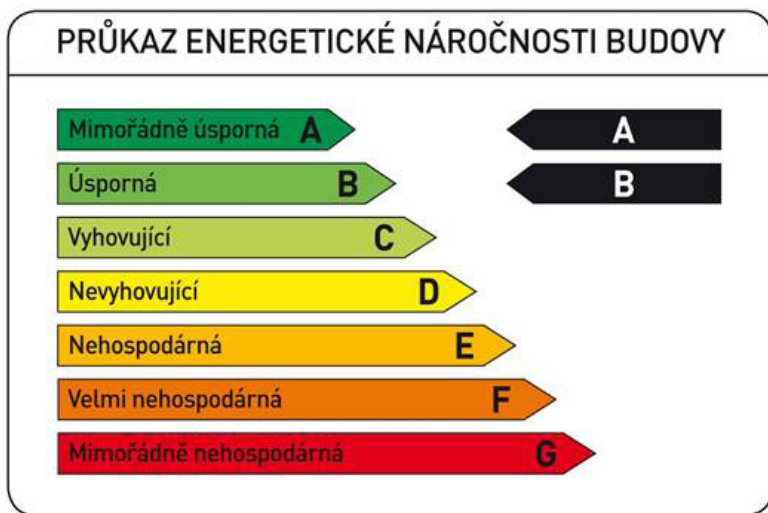 PRŮKAZ ENERGETICKÉ NÁROČNOSTI BUDOVY
Mimořádně úsporná A A
Úsporná B B
Vyhovující C
Nevyhovující D
Nehospodárná E
Velmi nehospodárná F
Mimořádně nehospodárná G